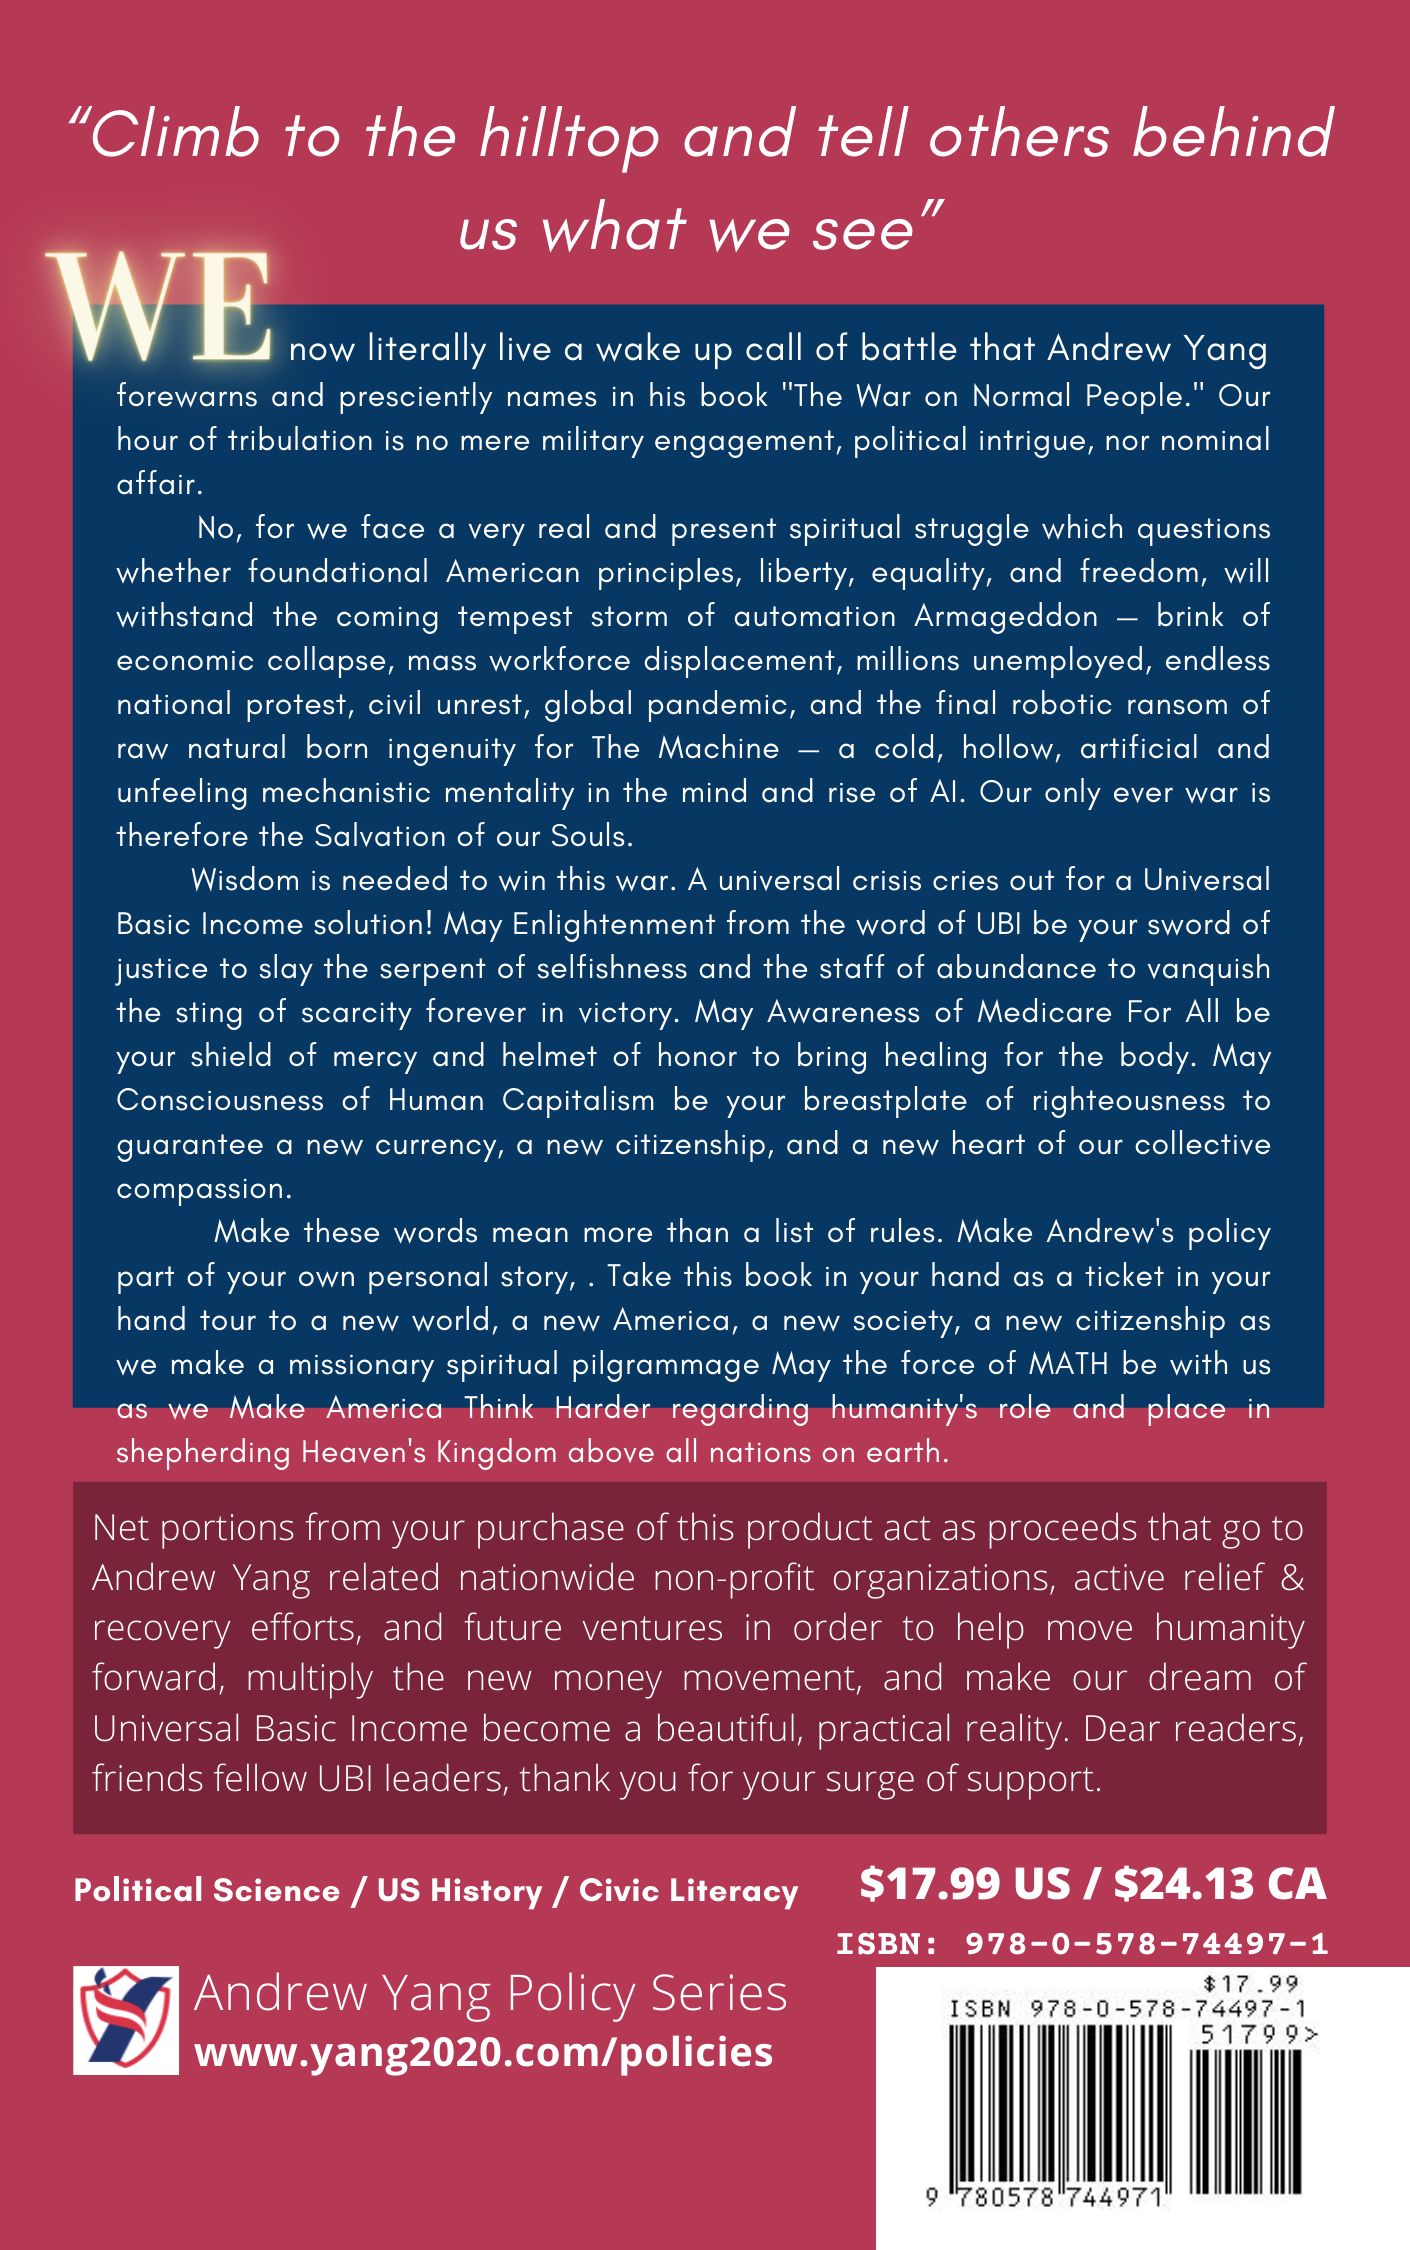 “Climb to the hilltop and tell others behind
us what we see”
WE now literally live a wake up call of battle that Andrew Yang
forewarns and presciently names in his book "The War on Normal People." Our
hour of tribulation is no mere military engagement, political intrigue, nor nominal
affair.
No, for we face a very real and present spiritual struggle which questions
whether foundational American principles, liberty, equality, and freedom, will
withstand the coming tempest storm of automation Armageddon — brink of
economic collapse, mass workforce displacement, millions unemployed, endless
national protest, civil unrest, global pandemic, and the final robotic ransom of
raw natural born ingenuity for The Machine — a cold, hollow, artificial and
unfeeling mechanistic mentality in the mind and rise of AI. Our only ever war is
therefore the Salvation of our Souls.
Wisdom is needed to win this war. A universal crisis cries out for a Universal
Basic Income solution! May Enlightenment from the word of UBI be your sword of
justice to slay the serpent of selfishness and the staff of abundance to vanquish
the sting of scarcity forever in victory. May Awareness of Medicare For All be
your shield of mercy and helmet of honor to bring healing for the body. May
Consciousness of Human Capitalism be your breastplate of righteousness to
guarantee a new currency, a new citizenship, and a new heart of our collective
compassion.
Make these words mean more than a list of rules. Make Andrew's policy
part of your own personal story, . Take this book in your hand as a ticket in your
hand tour to a new world, a new America, a new society, a new citizenship as
we make a missionary spiritual pilgrammage May the force of MATH be with us
as we Make America Think Harder regarding humanity's role and place in
shepherding Heaven's Kingdom above all nations on earth.
Net portions from your purchase of this product act as proceeds that go to
Andrew Yang related nationwide non-profit organizations, active relief &
recovery efforts, and future ventures in order to help move humanity
forward, multiply the new money movement, and make our dream of
Universal Basic Income become a beautiful, practical reality. Dear readers,
friends fellow UBI leaders, thank you for your surge of support.
Political Science / US History / Civic Literacy
$17.99 US / $24.13 CA
ISBN: 978-0-578-74497-1
Andrew Yang Policy Series
www.yang2020.com/policies
$17.99
ISBN 978-0-578-74497-1
51799>
9 780578 744971